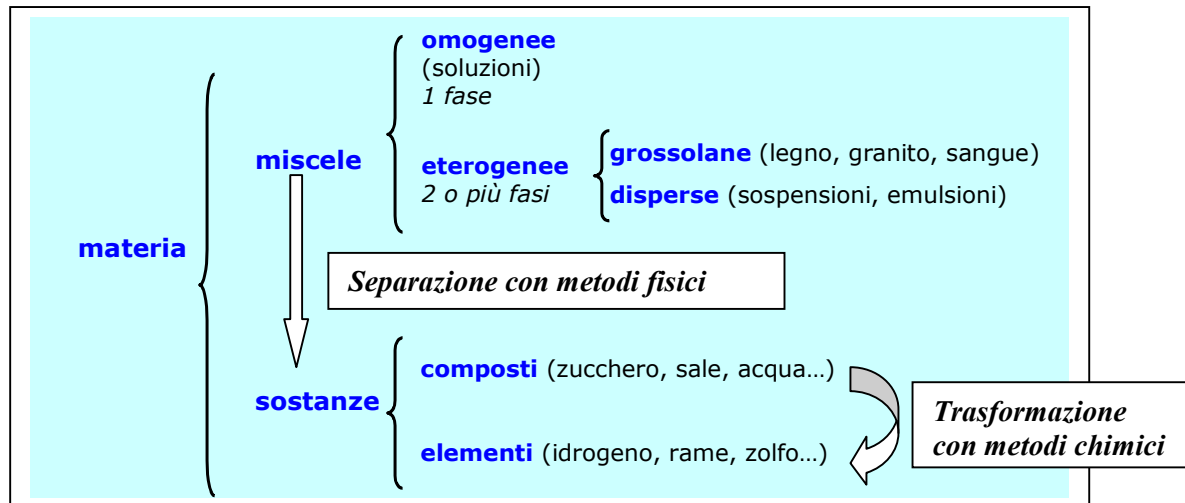 omogenee
(soluzioni)
1 fase
miscele
eterogenee
2 o più fasi
grossolane (legno, granito, sangue)
disperse (sospensioni, emulsioni)
materia
Separazione con metodi fisici
sostanze
composti (zucchero, sale, acqua…)
elementi (idrogeno, rame, zolfo…)
Trasformazione
con metodi chimici